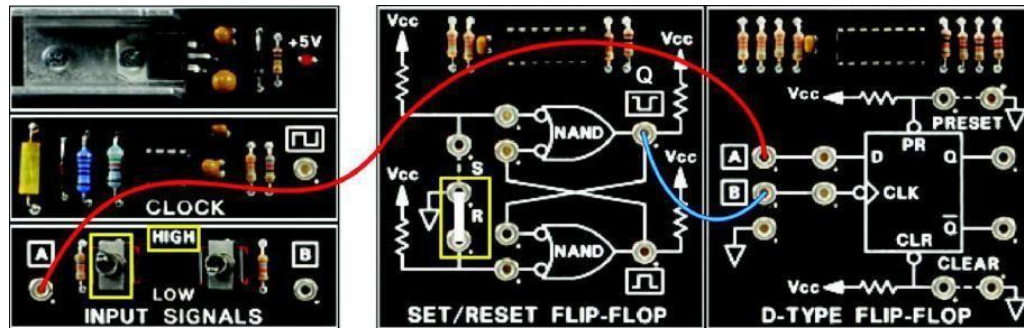 +5V
CLOCK
A
HIGH
B
LOW
INPUT SIGNALS
Vcc
Vcc
Q
NAND
S
Vcc
Vcc
R
NAND
SET/RESET FLIP-FLOP
Vcc
PRESET
PR
A
D
Q
B
CLK
Q
CLR
CLEAR
Vcc
D-TYPE FLIP-FLOP